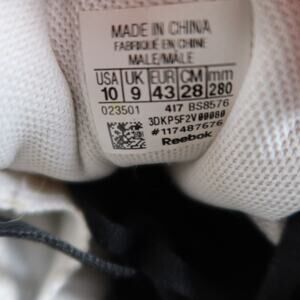 MADE IN CHINA
FABRIQUÉ EN CHINE
MALE/MÂLE
USA UK EUR CM mm
10 9 43 28 280
023501 417 BS8576
3DKP5F2V00080
#117487676
Reebok